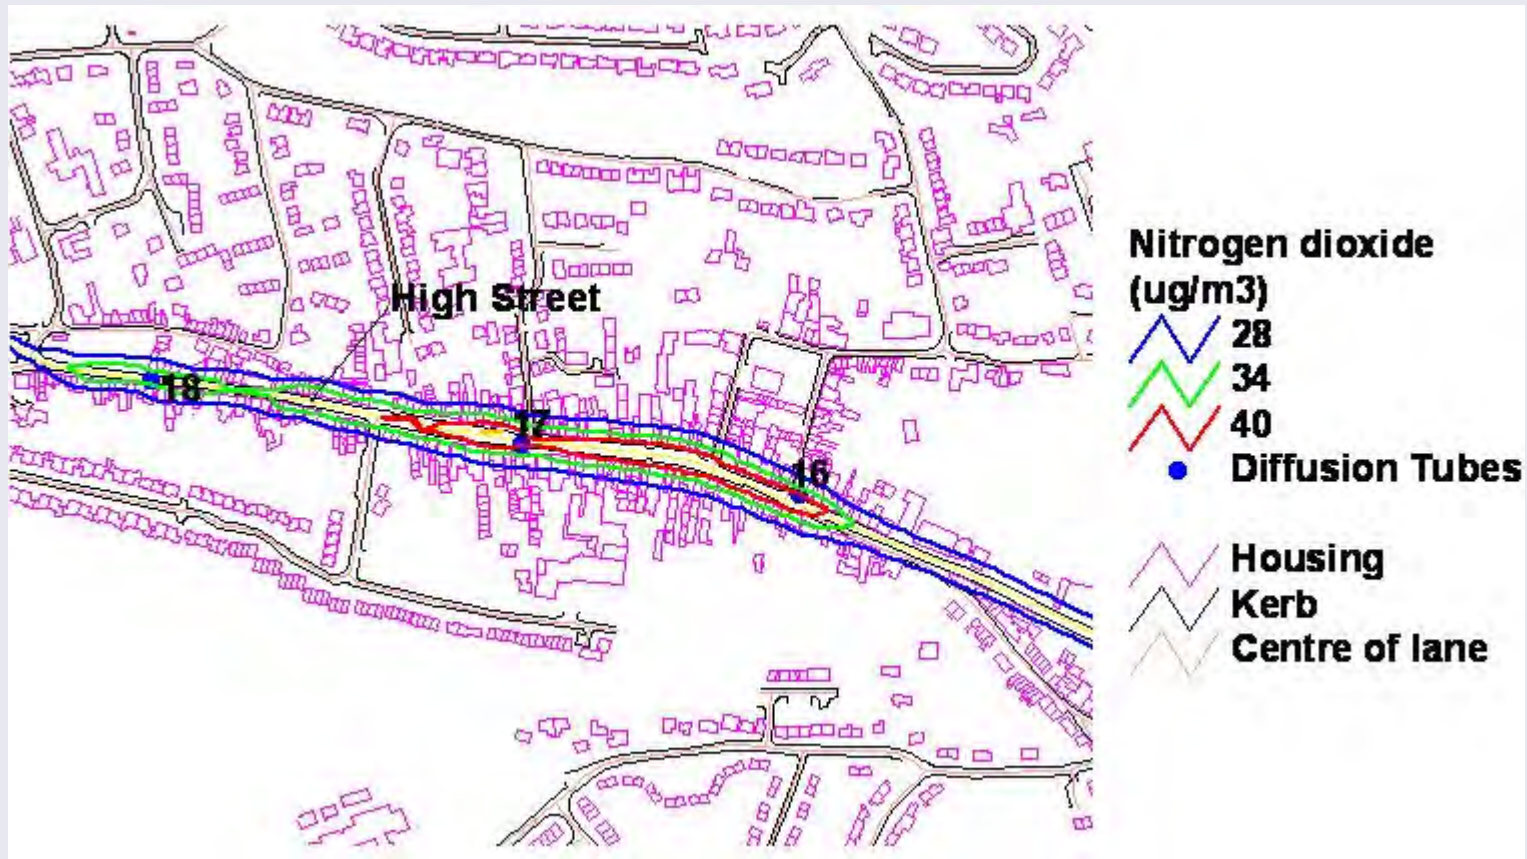 High Street
18
17
16
Nitrogen dioxide
(ug/m3)
28
34
40
Diffusion Tubes
Housing
Kerb
Centre of lane